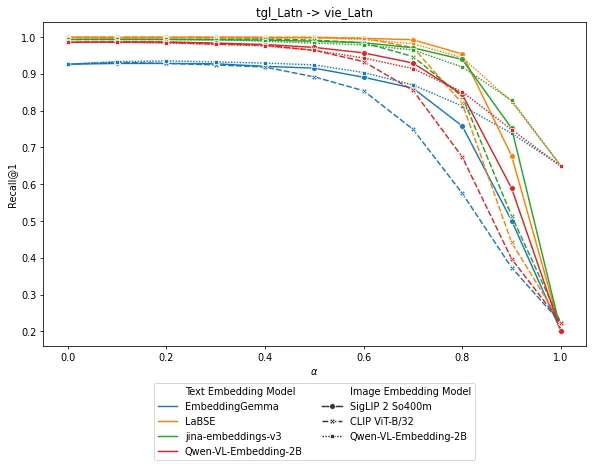 tgl_Latn -> vie_Latn
Recall@1
1.0
0.9
0.8
0.7
0.6
0.5
0.4
0.3
0.2
0.0 0.2 0.4 0.6 0.8 1.0
α
Text Embedding Model
EmbeddingGemma
LaBSE
jina-embeddings-v3
Qwen-VL-Embedding-2B
Image Embedding Model
SigLIP 2 So400m
CLIP ViT-B/32
Qwen-VL-Embedding-2B